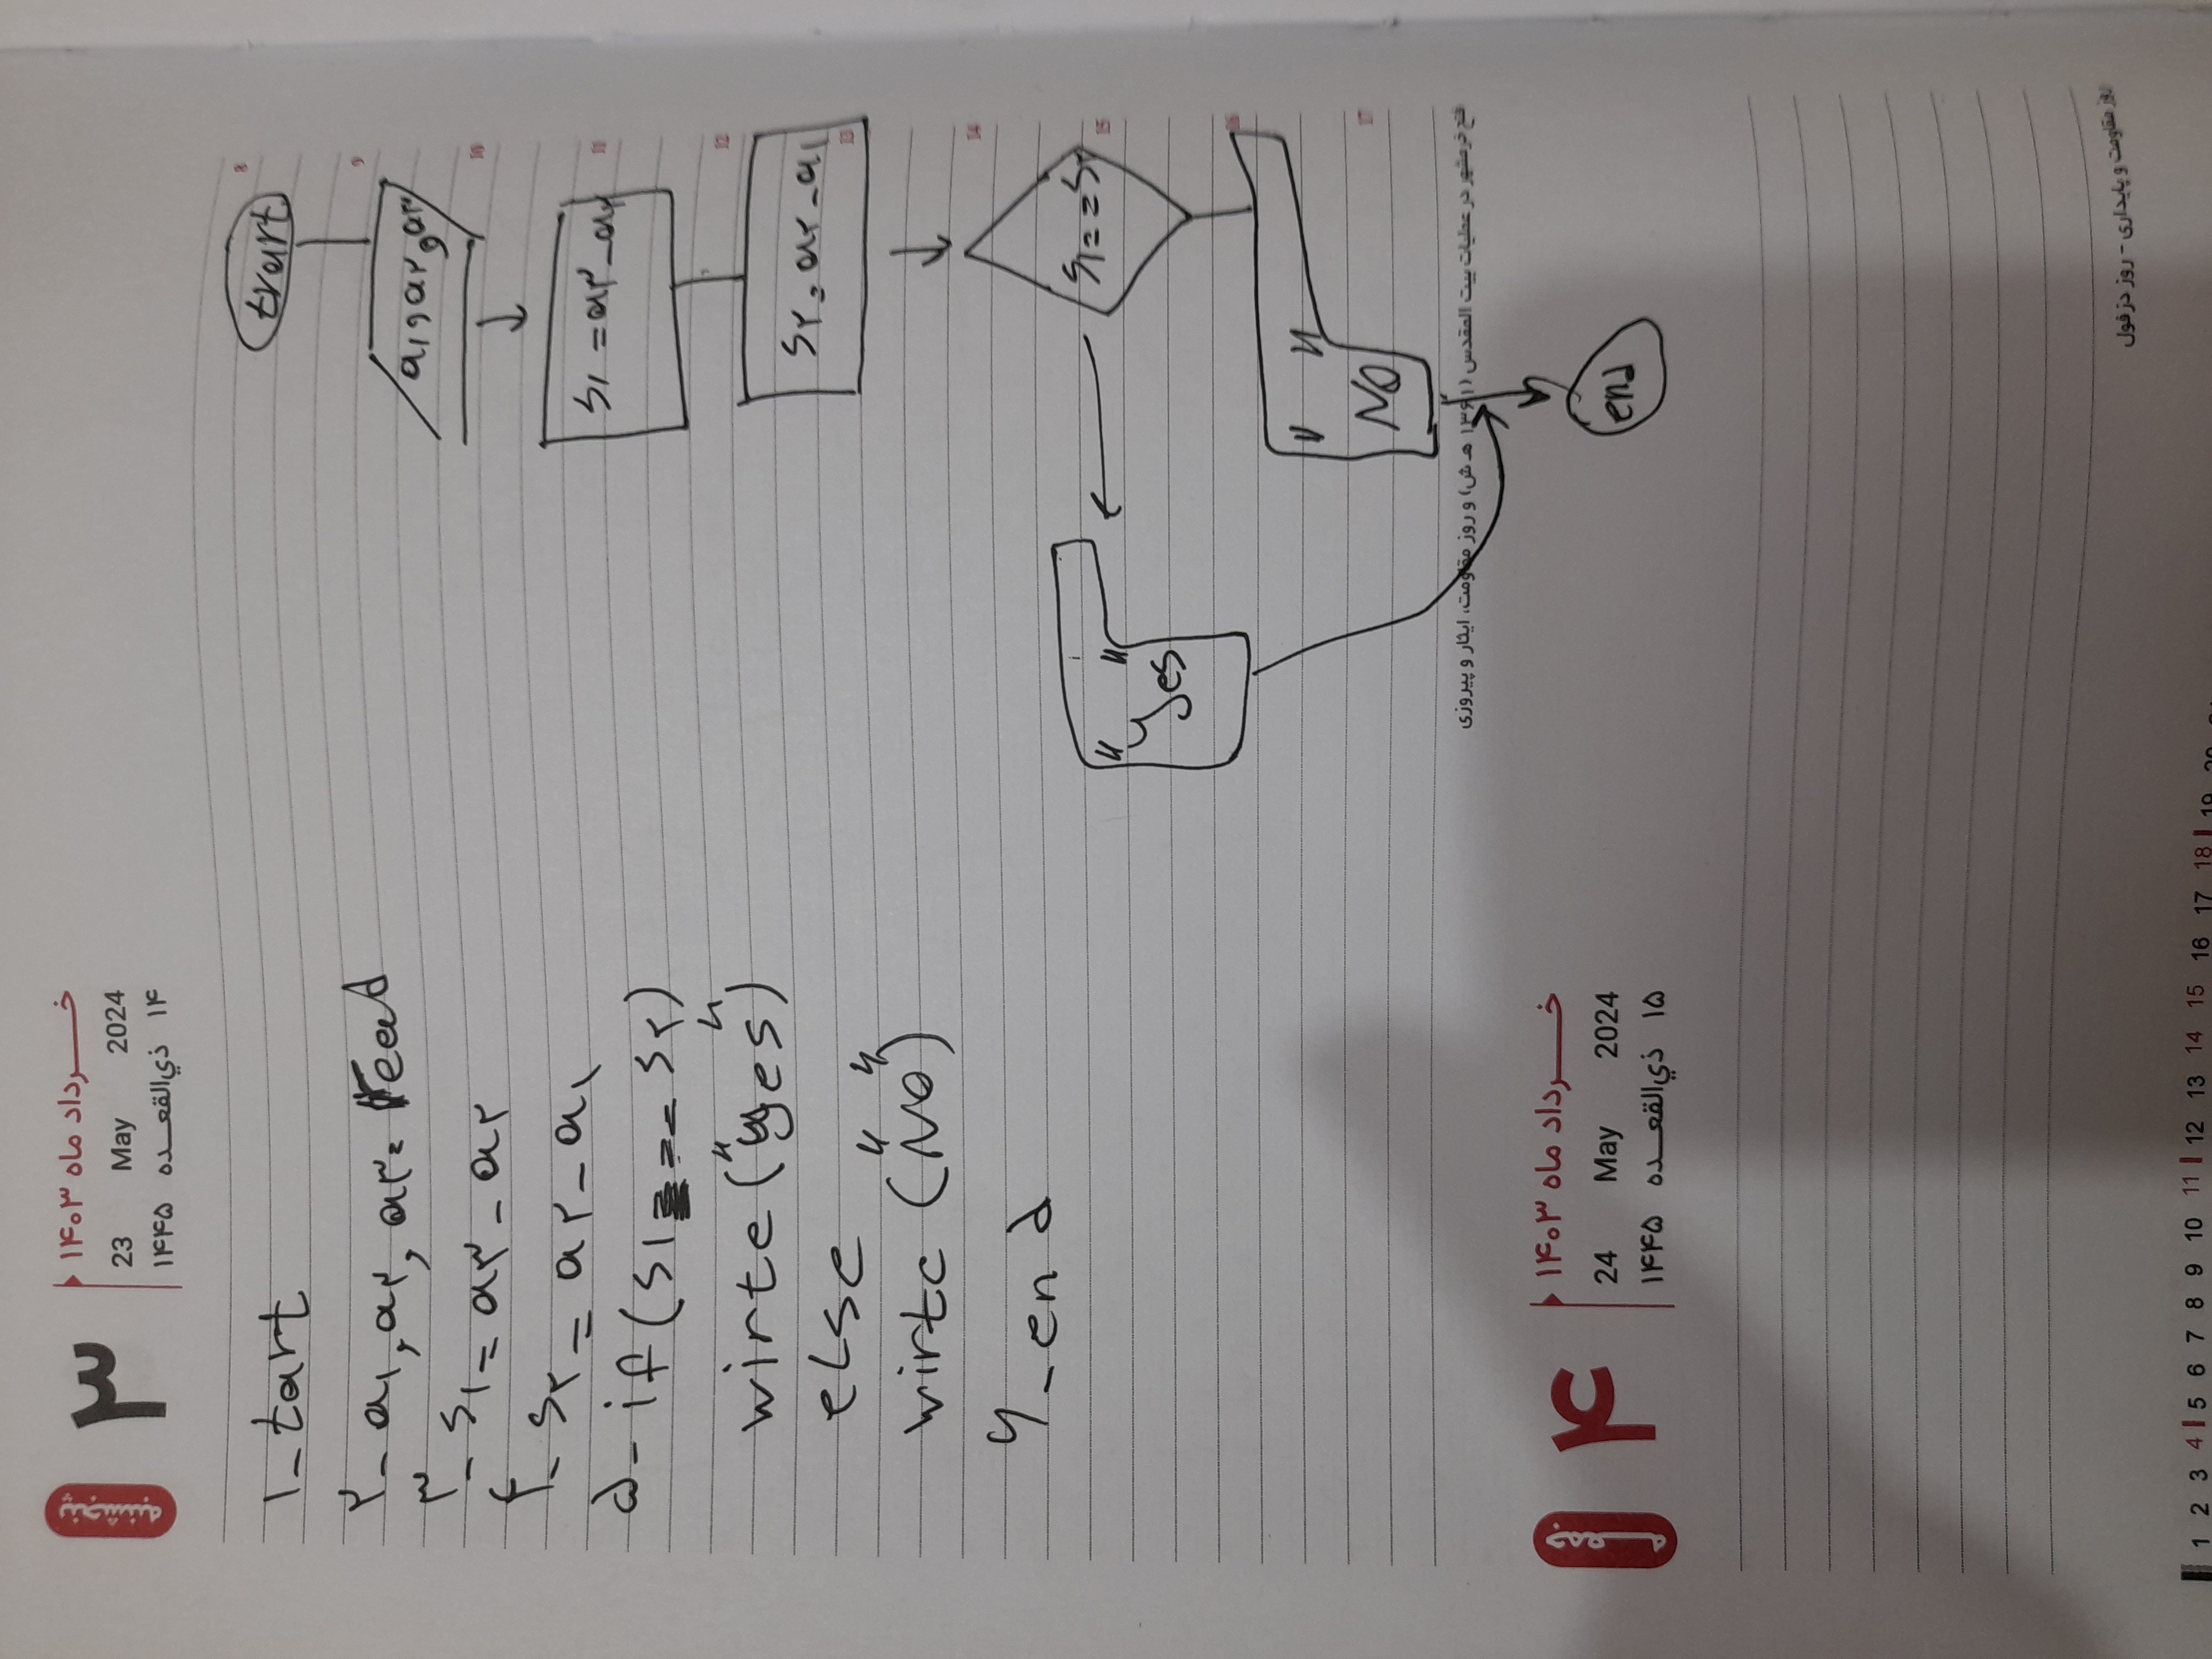 پنجشنبه
۳
خرداد ماه ۱۴۰۳
23 May 2024
۱۴ ذي‌القعده ۱۴۴۵
۱_ tart
۲_ a۱, a۲, a۳= read
۳_ s۱ = a۳ - a۲
۴_ s۲ = a۲ - a۱
۵_ if (s۱ == s۲)
wirte ("yes")
else
wirte ("No")
۶_ end
trart
a۱, a۲, a۳
s۱ = a۳ - a۲
s۲ = a۲ - a۱
s۱ == s۲
"yes"
"No"
end
8
9
10
11
12
13
14
15
16
17
فتح خرمشهر در عملیات بیت المقدس (۱۳۶۱ هـ ش) و روز مقاومت، ایثار و پیروزی
جمعه
۴
خرداد ماه ۱۴۰۳
24 May 2024
۱۵ ذي‌القعده ۱۴۴۵
روز مقاومت و پایداری - روز دزفول
1 2 3 4 5 6 7 8 9 10 11 12 13 14 15 16 17 18 19 20